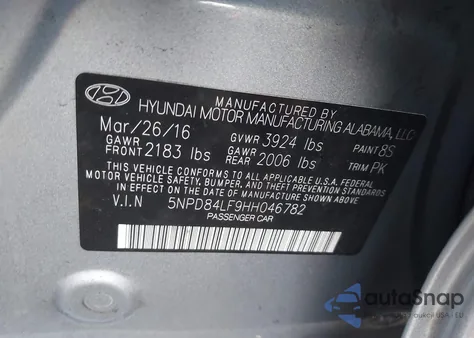 MANUFACTURED BY
HYUNDAI MOTOR MANUFACTURING ALABAMA, LLC
Mar/26/16 GVWR 3924 lbs PAINT 8S
GAWR FRONT 2183 lbs GAWR REAR 2006 lbs TRIM PK
THIS VEHICLE CONFORMS TO ALL APPLICABLE FEDERAL
MOTOR VEHICLE SAFETY, BUMPER, AND THEFT PREVENTION STANDARDS
IN EFFECT ON THE DATE OF MANUFACTURE SHOWN ABOVE.
V.I.N 5NPD84LF9HH046782
PASSENGER CAR
autoSnap